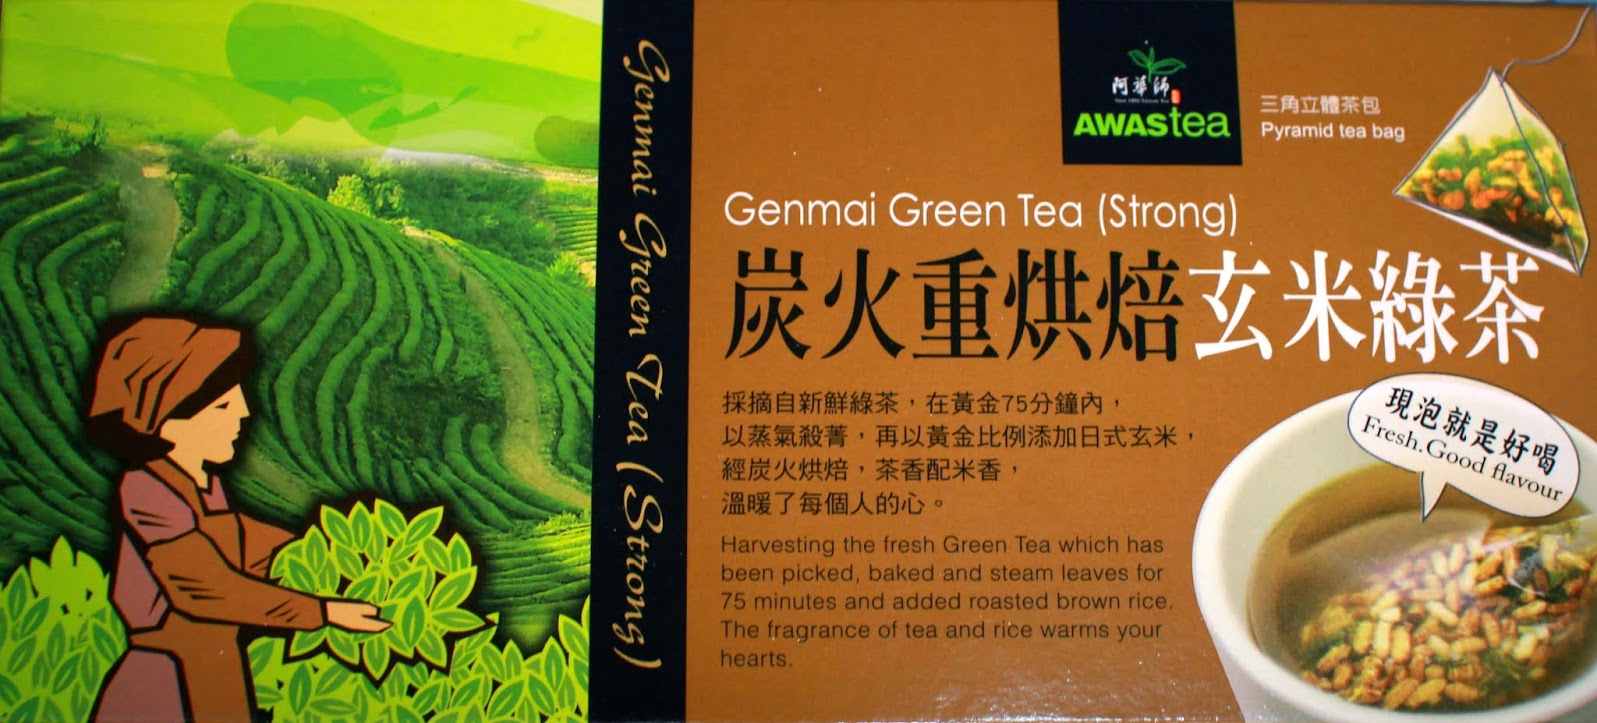 Genmai Green Tea (Strong)
阿華師
AWAStea
三角立體茶包
Pyramid tea bag
Genmai Green Tea (Strong)
炭火重烘焙玄米綠茶
採摘自新鮮綠茶，在黃金75分鐘內，
以蒸氣殺菁，再以黃金比例添加日式玄米，
經炭火烘焙，茶香配米香，
溫暖了每個人的心。
Harvesting the fresh Green Tea which has
been picked, baked and steam leaves for
75 minutes and added roasted brown rice.
The fragrance of tea and rice warms your
hearts.
現泡就是好喝
Fresh.Good flavour